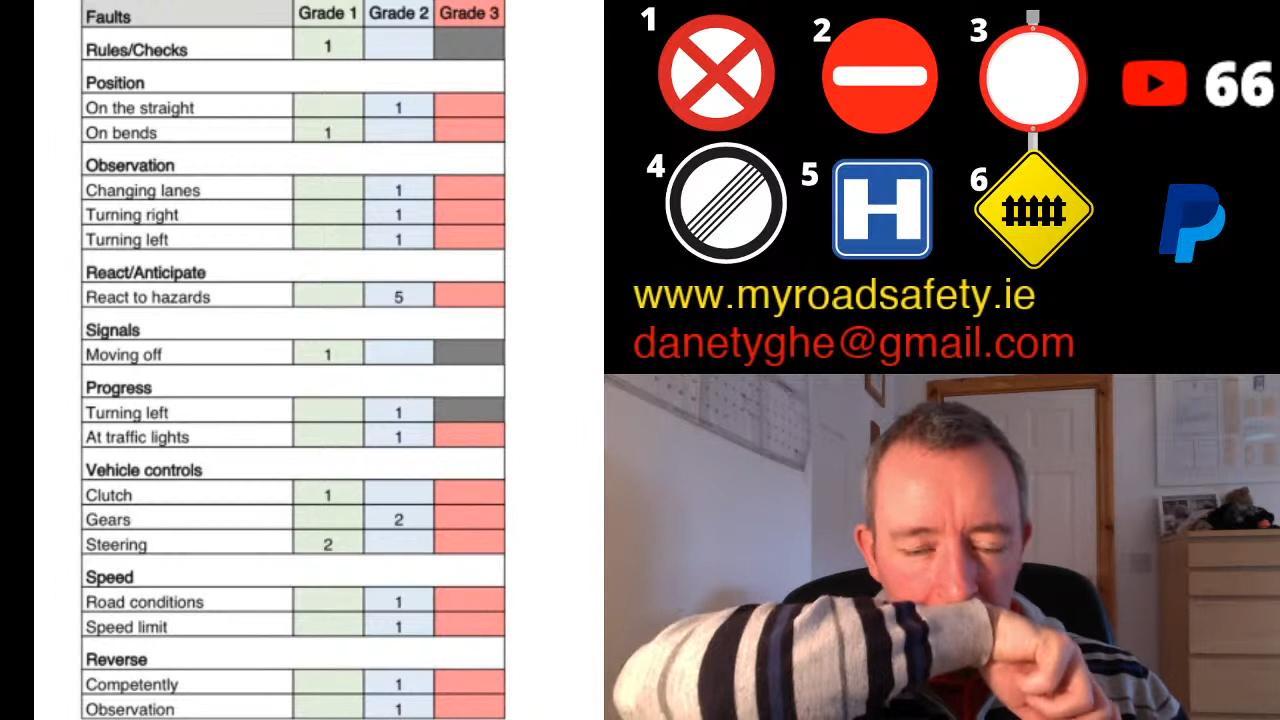 Faults Grade 1 Grade 2 Grade 3
Rules/Checks 1
Position
On the straight 1
On bends 1
Observation
Changing lanes 1
Turning right 1
Turning left 1
React/Anticipate
React to hazards 5
Signals
Moving off 1
Progress
Turning left 1
At traffic lights 1
Vehicle controls
Clutch 1
Gears 2
Steering 2
Speed
Road conditions 1
Speed limit 1
Reverse
Competently 1
Observation 1
1 2 3
66
4 5 H 6
www.myroadsafety.ie
danetyghe@gmail.com